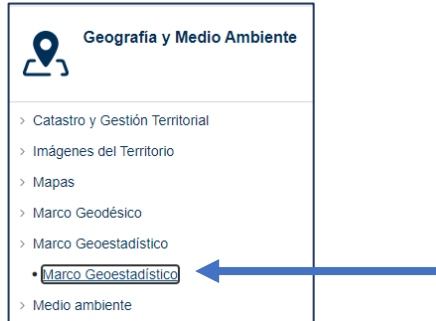 Geografía y Medio Ambiente
> Catastro y Gestión Territorial
> Imágenes del Territorio
> Mapas
> Marco Geodésico
> Marco Geoestadístico
• Marco Geoestadístico
> Medio ambiente